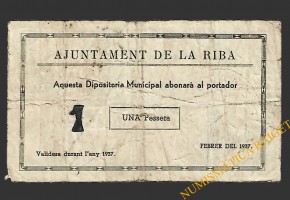 AJUNTAMENT DE LA RIBA
Aquesta Dipositeria Municipal abonarà al portador
1
UNA Pesseta
FEBRER DEL 1937.
Validesa durant l'any 1937.